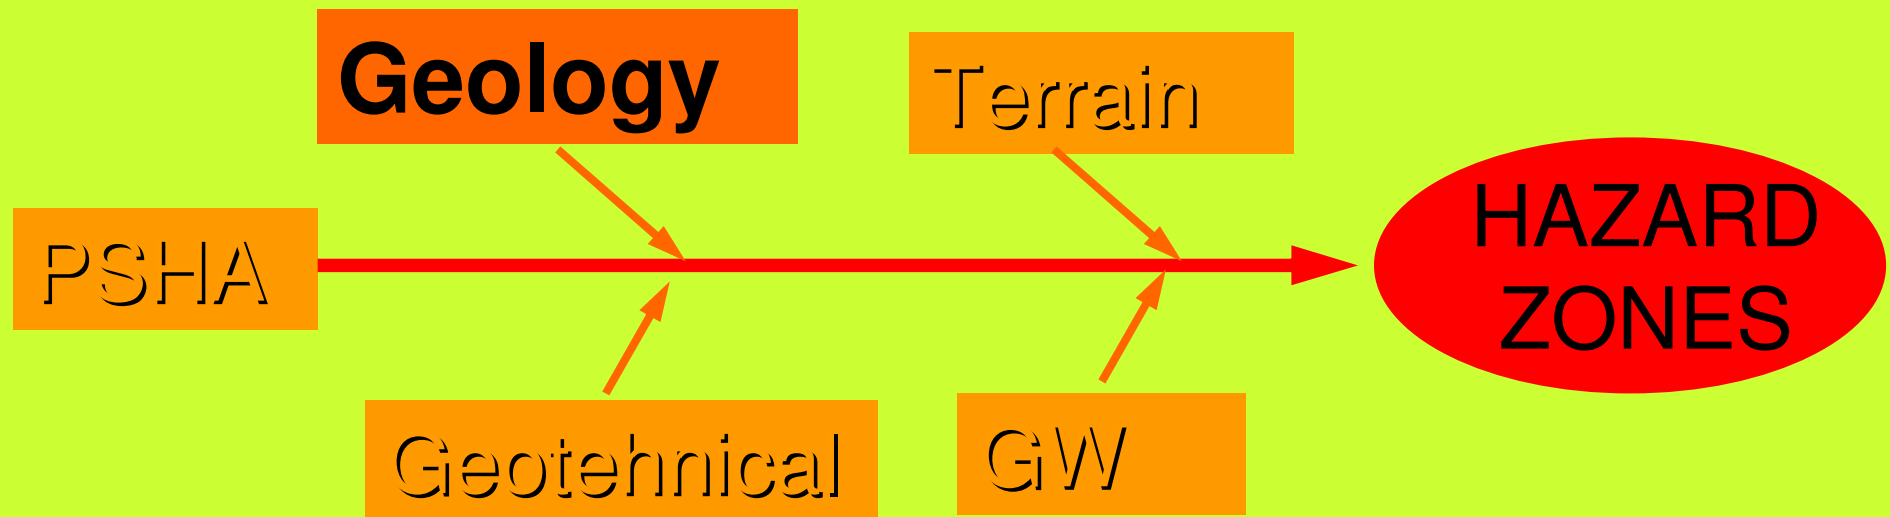 Geology
Terrain
PSHA
HAZARD
ZONES
Geotehnical
GW